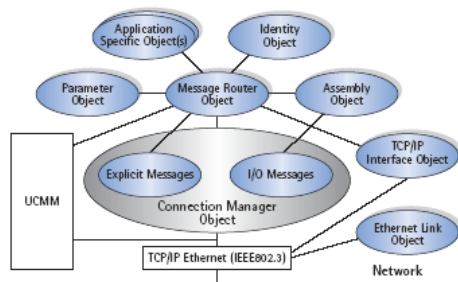 Application
Specific Object(s)
Identity
Object
Parameter
Object
Message Router
Object
Assembly
Object
Explicit Messages
I/O Messages
TCP/IP
Interface Object
UCMM
Connection Manager
Object
Ethernet Link
Object
TCP/IP Ethernet (IEEE802.3)
Network